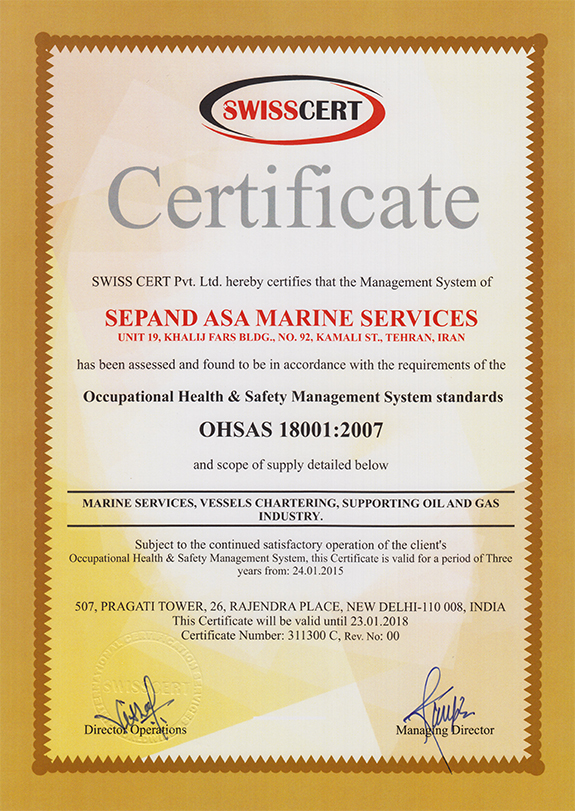 SWISSCERT
Certificate
SWISS CERT Pvt. Ltd. hereby certifies that the Management System of
SEPAND ASA MARINE SERVICES
UNIT 19, KHALIJ FARS BLDG., NO. 92, KAMALI ST., TEHRAN, IRAN
has been assessed and found to be in accordance with the requirements of the
Occupational Health & Safety Management System standards
OHSAS 18001:2007
and scope of supply detailed below
MARINE SERVICES, VESSELS CHARTERING, SUPPORTING OIL AND GAS
INDUSTRY.
Subject to the continued satisfactory operation of the client's
Occupational Health & Safety Management System, this Certificate is valid for a period of Three
years from: 24.01.2015
507, PRAGATI TOWER, 26, RAJENDRA PLACE, NEW DELHI-110 008, INDIA
This Certificate will be valid until 23.01.2018
Certificate Number: 311300 C, Rev. No: 00
SWISS CERT
Director Operations
Managing Director